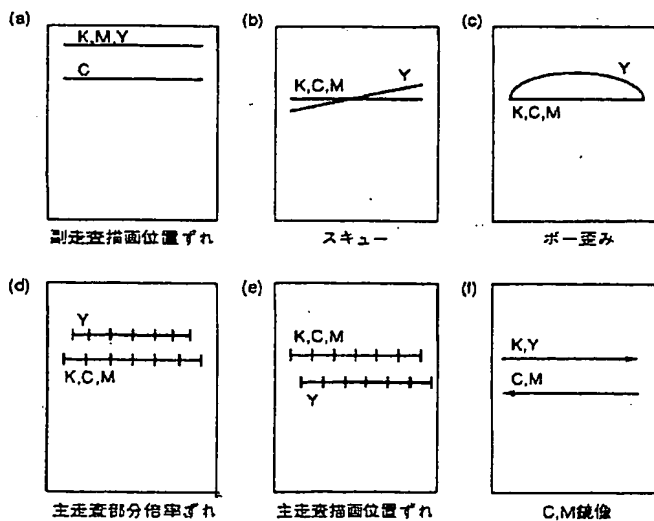 (a)
K,M,Y
C
副走査描画位置ずれ
(b)
K,C,M
Y
スキュー
(c)
Y
K,C,M
ボー歪み
(d)
Y
K,C,M
主走査部分倍率ずれ
(e)
K,C,M
Y
主走査描画位置ずれ
(f)
K,Y
C,M
C,M鏡像